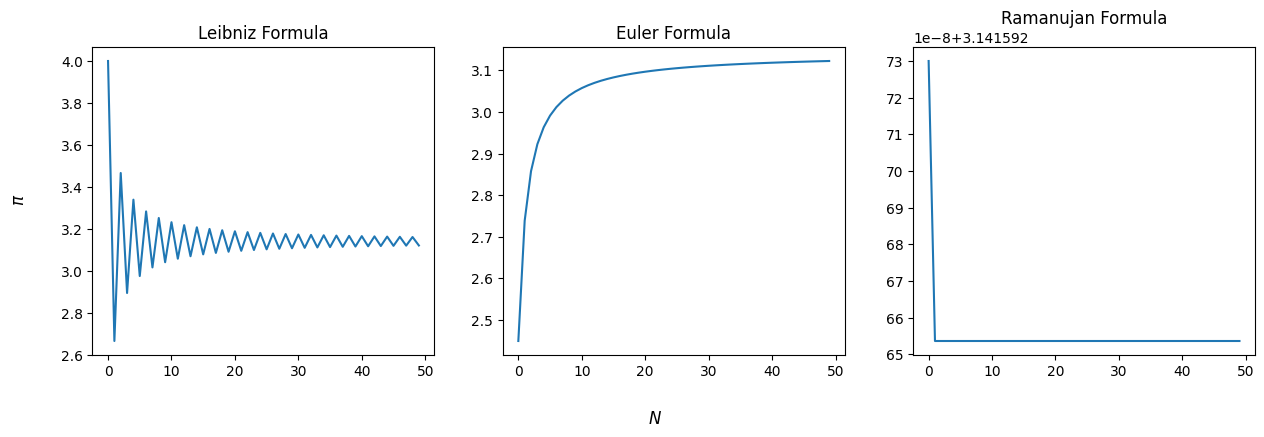 Leibniz Formula
4.0
3.8
3.6
3.4
3.2
3.0
2.8
2.6
0 10 20 30 40 50
π
Euler Formula
3.1
3.0
2.9
2.8
2.7
2.6
2.5
0 10 20 30 40 50
N
Ramanujan Formula
1e-8+3.141592
73
72
71
70
69
68
67
66
65
0 10 20 30 40 50